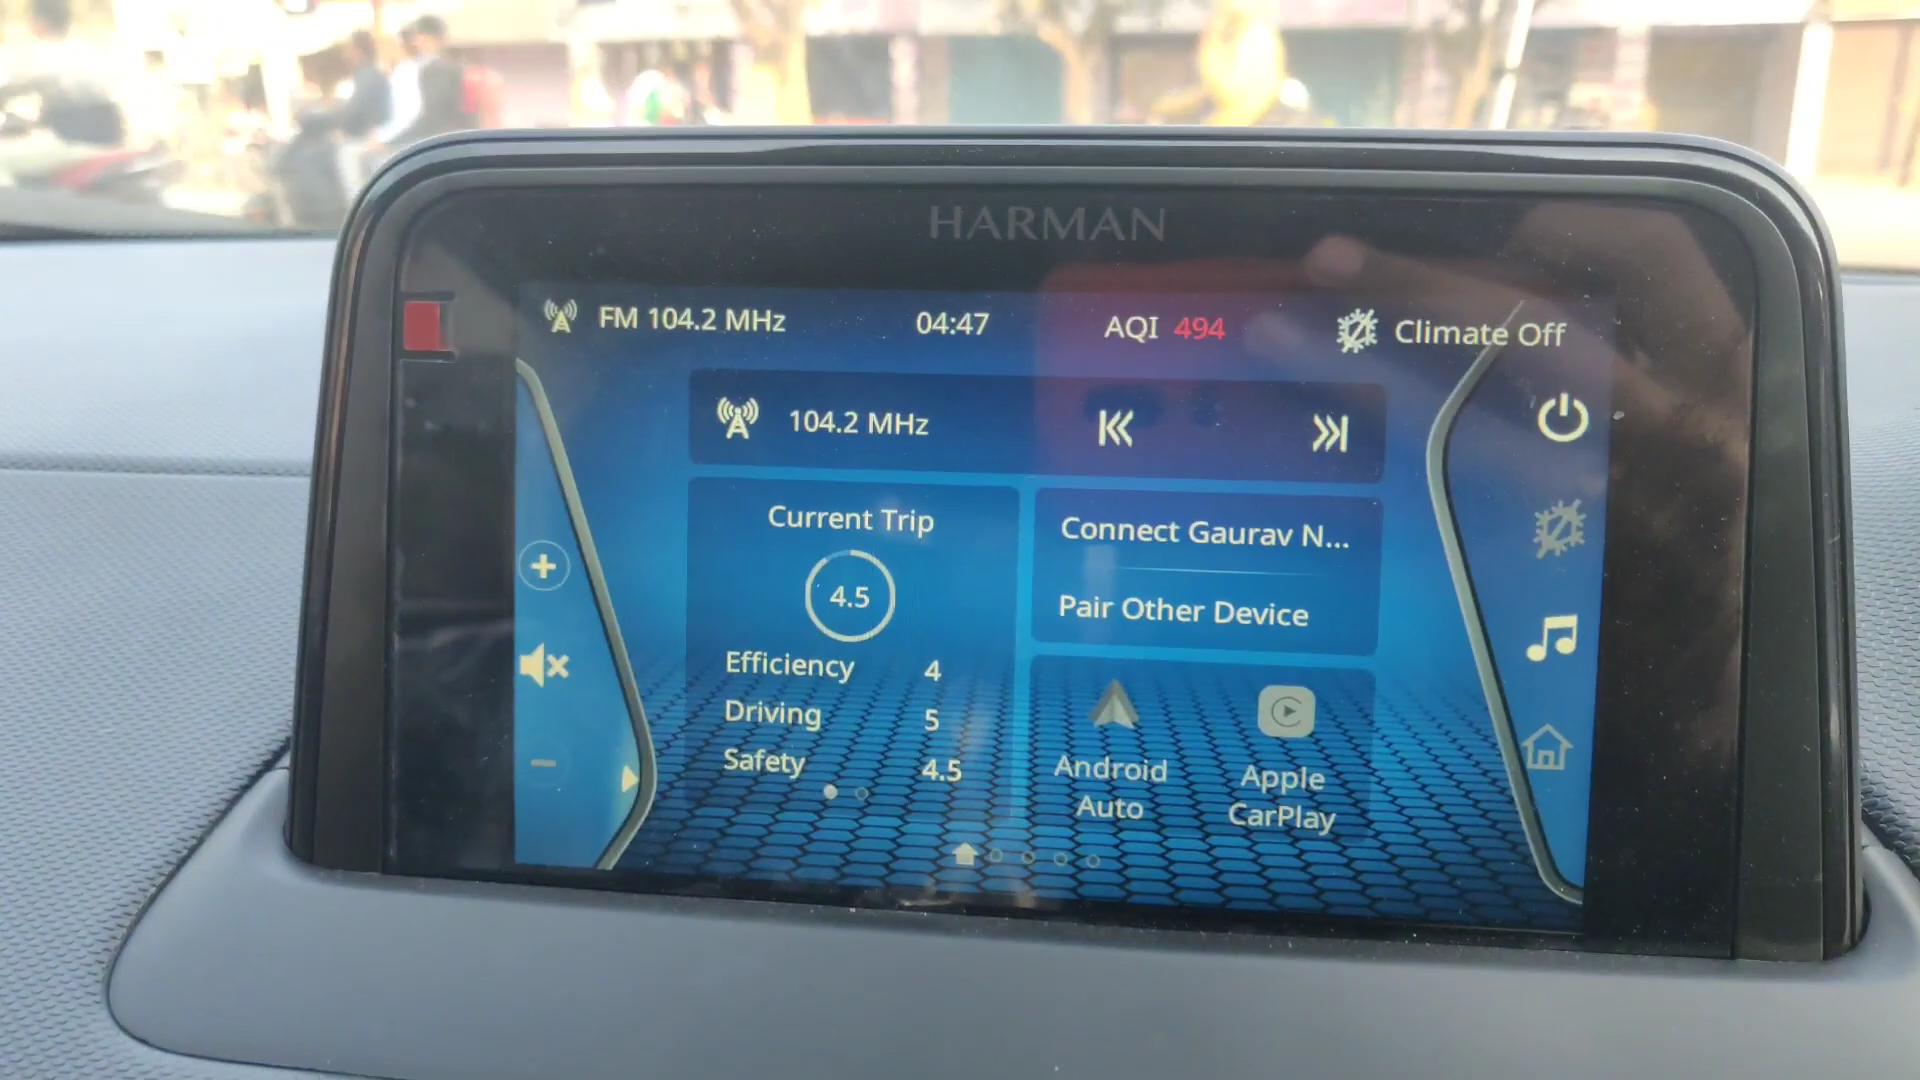 HARMAN
FM 104.2 MHz 04:47 AQI 494 Climate Off
104.2 MHz
Current Trip
4.5
Efficiency 4
Driving 5
Safety 4.5
Connect Gaurav N...
Pair Other Device
Android
Auto
Apple
CarPlay